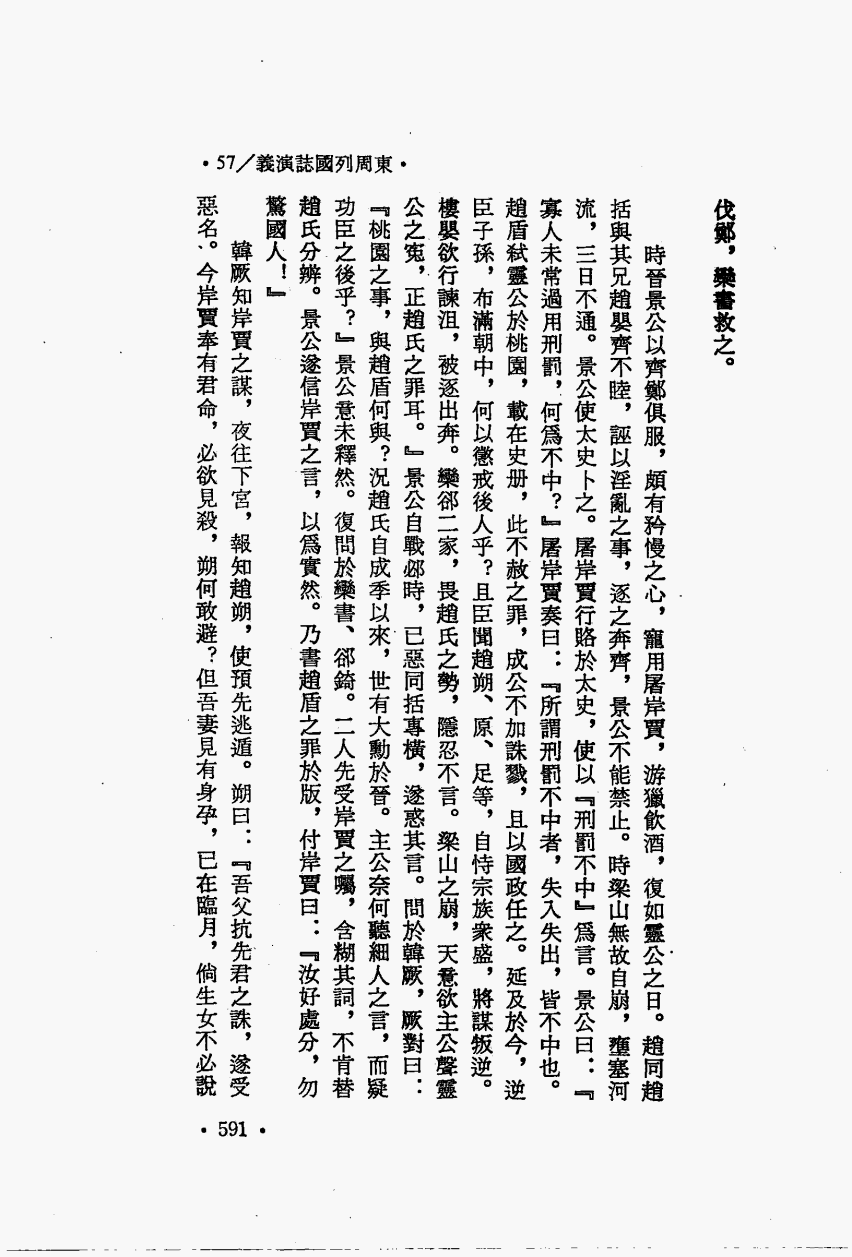 •57/義演誌國列周東•
伐鄭，欒書救之。
時晉景公以齊鄭俱服，頗有矜慢之心，寵用屠岸賈，游獵飮酒，復如靈公之日。趙同趙
括與其兄趙嬰齊不睦，誣以淫亂之事，逐之奔齊，景公不能禁止。時梁山無故自崩，壅塞河
流，三日不通。景公使太史卜之。屠岸賈行賂於太史，使以『刑罰不中』爲言。景公曰：『
寡人未常過用刑罰，何爲不中？』屠岸賈奏曰：『所謂刑罰不中者，失入失出，皆不中也。
趙盾弒靈公於桃園，載在史册，此不赦之罪，成公不加誅戮，且以國政任之。延及於今，逆
臣子孫，布滿朝中，何以懲戒後人乎？且臣聞趙朔、原、足等，自恃宗族衆盛，將謀叛逆。
樓嬰欲行諫沮，被逐出奔。欒郤二家，畏趙氏之勢，隱忍不言。梁山之崩，天意欲主公聲靈
公之寃，正趙氏之罪耳。』景公自戰邲時，已惡同括專橫，遂惑其言。問於韓厥，厥對曰：
『桃園之事，與趙盾何與？況趙氏自成季以來，世有大勳於晉。主公奈何聽細人之言，而疑
功臣之後乎？』景公意未釋然。復問於欒書、郤錡。二人先受岸賈之囑，含糊其詞，不肯替
趙氏分辨。景公遂信岸賈之言，以爲實然。乃書趙盾之罪於版，付岸賈曰：『汝好處分，勿
驚國人！』
韓厥知岸賈之謀，夜往下宮，報知趙朔，使預先逃遁。朔曰：『吾父抗先君之誅，遂受
惡名、。今岸賈奉有君命，必欲見殺，朔何敢避？但吾妻見有身孕，已在臨月，倘生女不必說
•591•